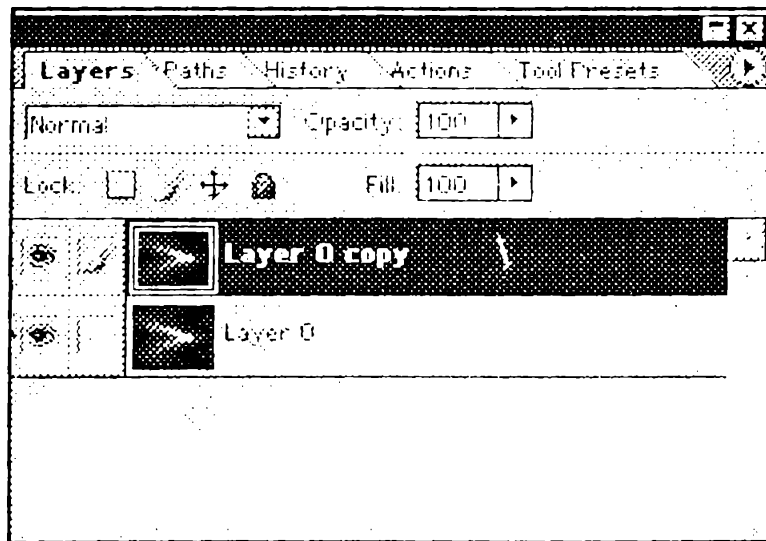 Layers Paths History Actions Tool Presets
Normal Opacity: 100
Lock: Fill: 100
Layer 0 copy
Layer 0